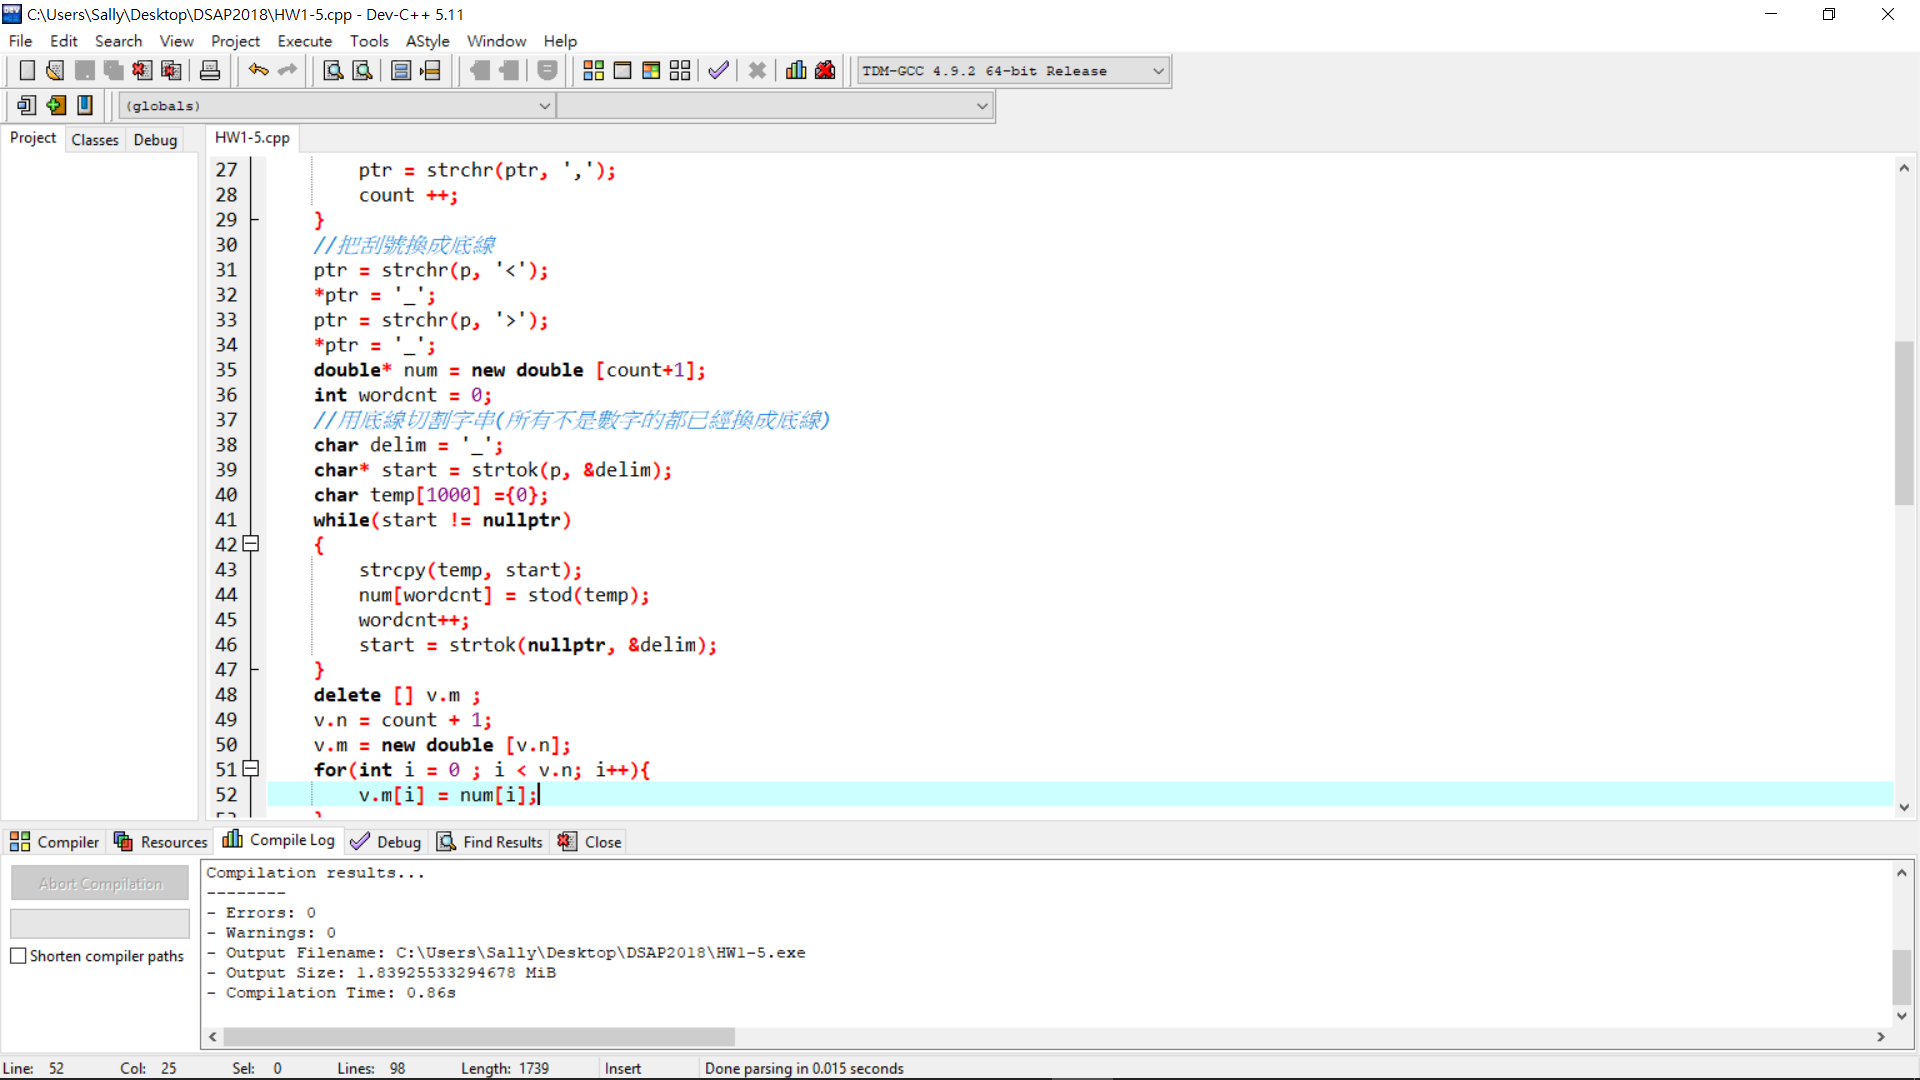 C:\Users\Sally\Desktop\DSAP2018\HW1-5.cpp - Dev-C++ 5.11
File Edit Search View Project Execute Tools AStyle Window Help
TDM-GCC 4.9.2 64-bit Release
(globals)
Project Classes Debug HW1-5.cpp
27 ptr = strchr(ptr, ',');
28 count ++;
29 }
30 //把刮號換成底線
31 ptr = strchr(p, '<');
32 *ptr = '_';
33 ptr = strchr(p, '>');
34 *ptr = '_';
35 double* num = new double [count+1];
36 int wordcnt = 0;
37 //用底線切割字串(所有不是數字的都已經換成底線)
38 char delim = '_';
39 char* start = strtok(p, &delim);
40 char temp[1000] ={0};
41 while(start != nullptr)
42 {
43 strcpy(temp, start);
44 num[wordcnt] = stod(temp);
45 wordcnt++;
46 start = strtok(nullptr, &delim);
47 }
48 delete [] v.m ;
49 v.n = count + 1;
50 v.m = new double [v.n];
51 for(int i = 0 ; i < v.n; i++){
52 v.m[i] = num[i];
Compiler Resources Compile Log Debug Find Results Close
Abort Compilation
Shorten compiler paths
Compilation results...
--------
- Errors: 0
- Warnings: 0
- Output Filename: C:\Users\Sally\Desktop\DSAP2018\HW1-5.exe
- Output Size: 1.83925533294678 MiB
- Compilation Time: 0.86s
Line: 52 Col: 25 Sel: 0 Lines: 98 Length: 1739 Insert Done parsing in 0.015 seconds